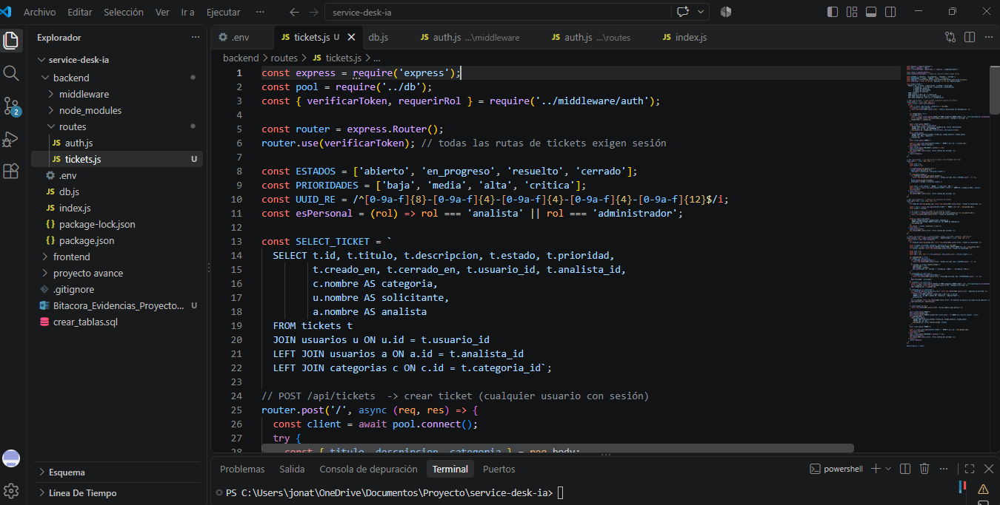 Archivo Editar Selección Ver Ir a Ejecutar ··· service-desk-ia
Explorador ···
service-desk-ia
backend
middleware
node_modules
routes
JS auth.js
JS tickets.js U
.env
JS db.js
JS index.js
{} package-lock.json
{} package.json
frontend
proyecto avance
.gitignore
Bitacora_Evidencias_Proyecto... U
crear_tablas.sql
Esquema
Línea De Tiempo
2
.env JS tickets.js U db.js JS auth.js ...\middleware JS auth.js ...\routes JS index.js
backend > routes > JS tickets.js > ...
1 const express = require('express');
2 const pool = require('../db');
3 const { verificarToken, requerirRol } = require('../middleware/auth');
4
5 const router = express.Router();
6 router.use(verificarToken); // todas las rutas de tickets exigen sesión
7
8 const ESTADOS = ['abierto', 'en_progreso', 'resuelto', 'cerrado'];
9 const PRIORIDADES = ['baja', 'media', 'alta', 'critica'];
10 const UUID_RE = /^[0-9a-f]{8}-[0-9a-f]{4}-[0-9a-f]{4}-[0-9a-f]{4}-[0-9a-f]{12}$/i;
11 const esPersonal = (rol) => rol === 'analista' || rol === 'administrador';
12
13 const SELECT_TICKET = `
14 SELECT t.id, t.titulo, t.descripcion, t.estado, t.prioridad,
15 t.creado_en, t.cerrado_en, t.usuario_id, t.analista_id,
16 c.nombre AS categoria,
17 u.nombre AS solicitante,
18 a.nombre AS analista
19 FROM tickets t
20 JOIN usuarios u ON u.id = t.usuario_id
21 LEFT JOIN usuarios a ON a.id = t.analista_id
22 LEFT JOIN categorias c ON c.id = t.categoria_id`;
23
24 // POST /api/tickets -> crear ticket (cualquier usuario con sesión)
25 router.post('/', async (req, res) => {
26 const client = await pool.connect();
27 try {
28 const { titulo, descripcion, categoria } = req.body;
Problemas Salida Consola de depuración Terminal Puertos powershell
PS C:\Users\jonat\OneDrive\Documentos\Proyecto\service-desk-ia>